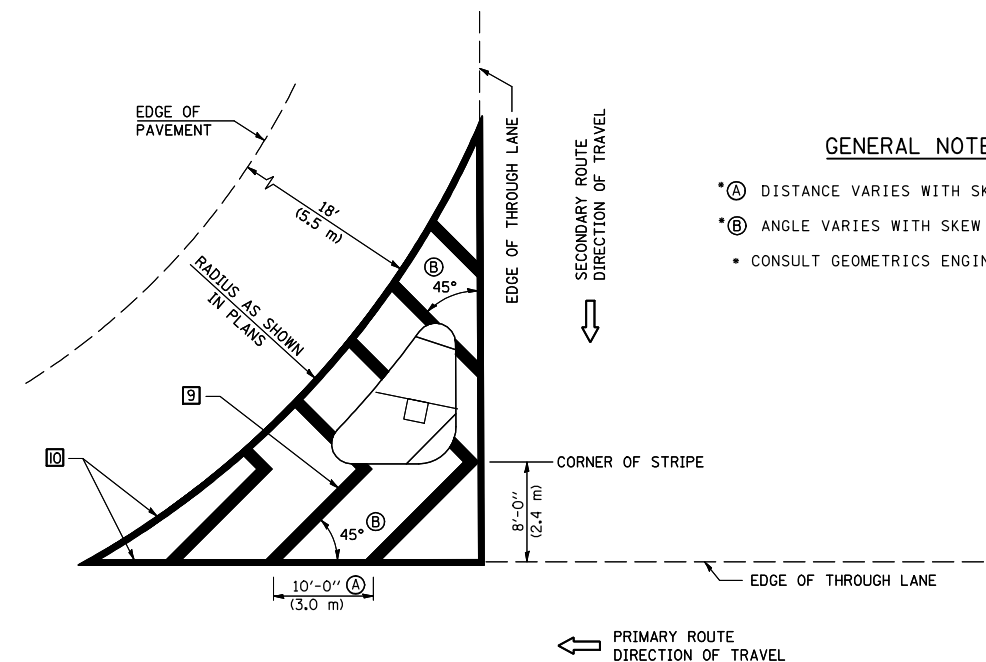 EDGE OF
PAVEMENT
18'
(5.5 m)
RADIUS AS SHOWN
IN PLANS
EDGE OF THROUGH LANE
SECONDARY ROUTE
DIRECTION OF TRAVEL
GENERAL NOTE
*Ⓐ DISTANCE VARIES WITH SK
*Ⓑ ANGLE VARIES WITH SKEW
* CONSULT GEOMETRICS ENGIN
Ⓑ
45°
9
10
45° Ⓑ
CORNER OF STRIPE
8'-0"
(2.4 m)
10'-0" Ⓐ
(3.0 m)
EDGE OF THROUGH LANE
PRIMARY ROUTE
DIRECTION OF TRAVEL